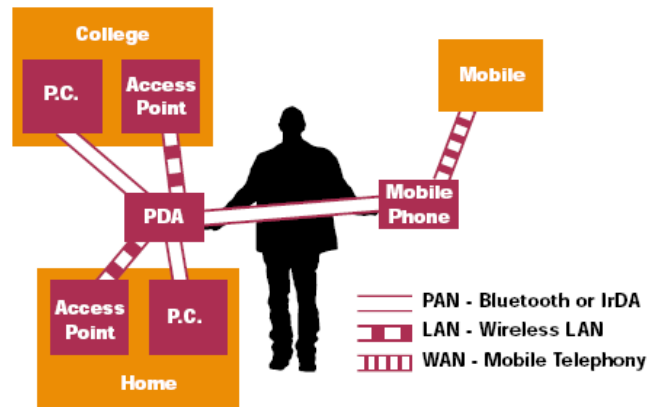 College
P.C.
Access
Point
Mobile
PDA
Mobile
Phone
Access
Point
P.C.
Home
PAN - Bluetooth or IrDA
LAN - Wireless LAN
WAN - Mobile Telephony